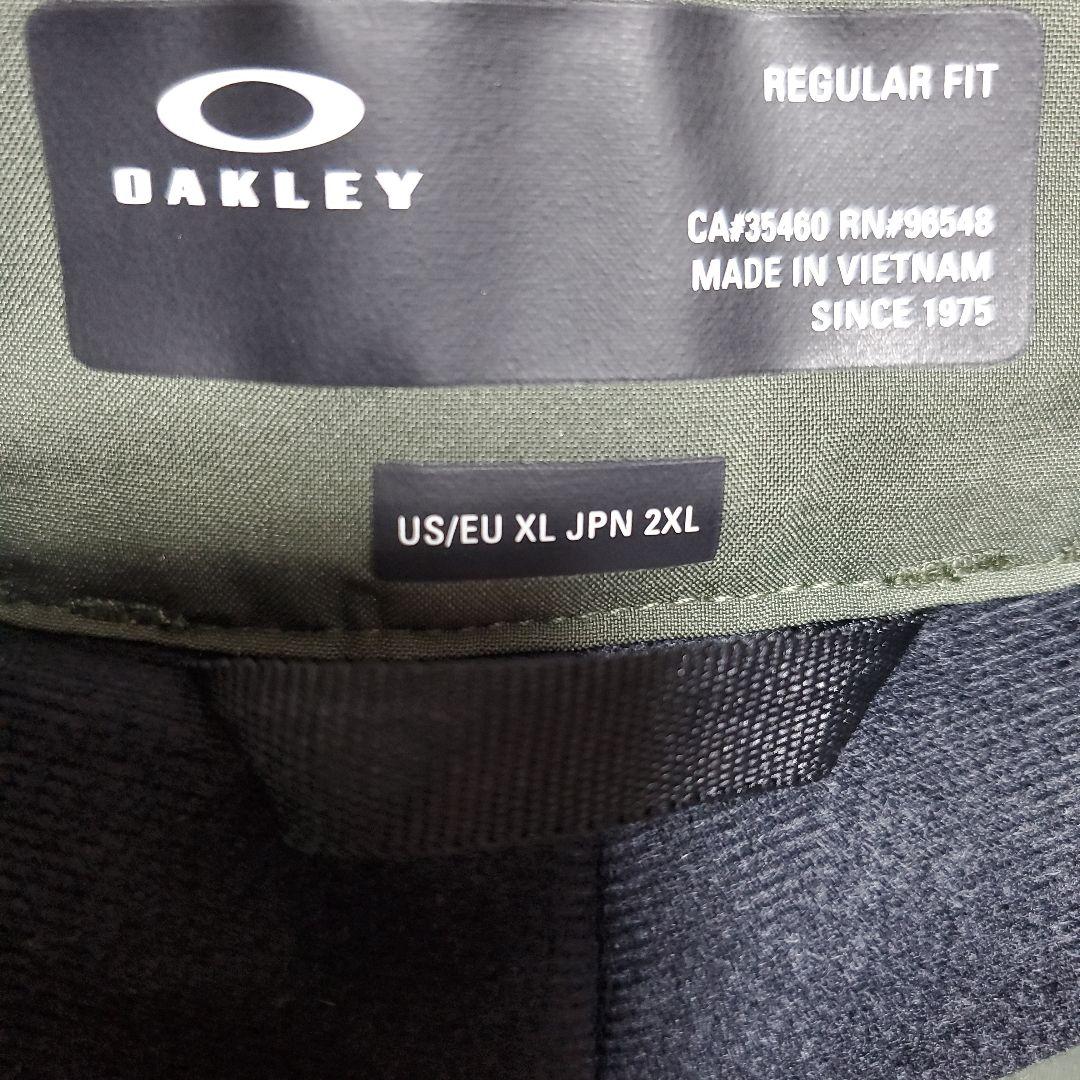 OAKLEY
REGULAR FIT
CA#35460 RN#96548
MADE IN VIETNAM
SINCE 1975
US/EU XL JPN 2XL